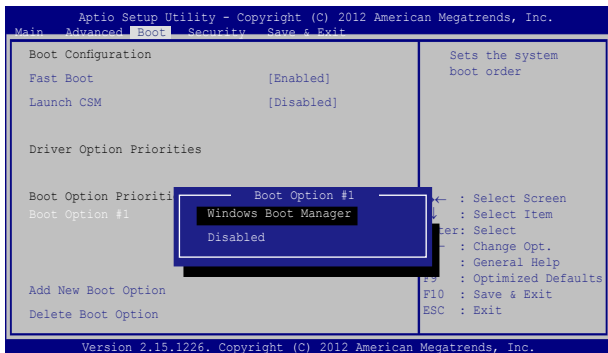 Aptio Setup Utility - Copyright (C) 2012 American Megatrends, Inc.
Main Advanced Boot Security Save & Exit
Boot Configuration
Fast Boot [Enabled]
Launch CSM [Disabled]
Driver Option Priorities
Boot Option Prioriti
Boot Option #1
Add New Boot Option
Delete Boot Option
Boot Option #1
Windows Boot Manager
Disabled
Sets the system
boot order
→← : Select Screen
↓ : Select Item
ter: Select
— : Change Opt.
: General Help
F9 : Optimized Defaults
F10 : Save & Exit
ESC : Exit
Version 2.15.1226. Copyright (C) 2012 American Megatrends, Inc.